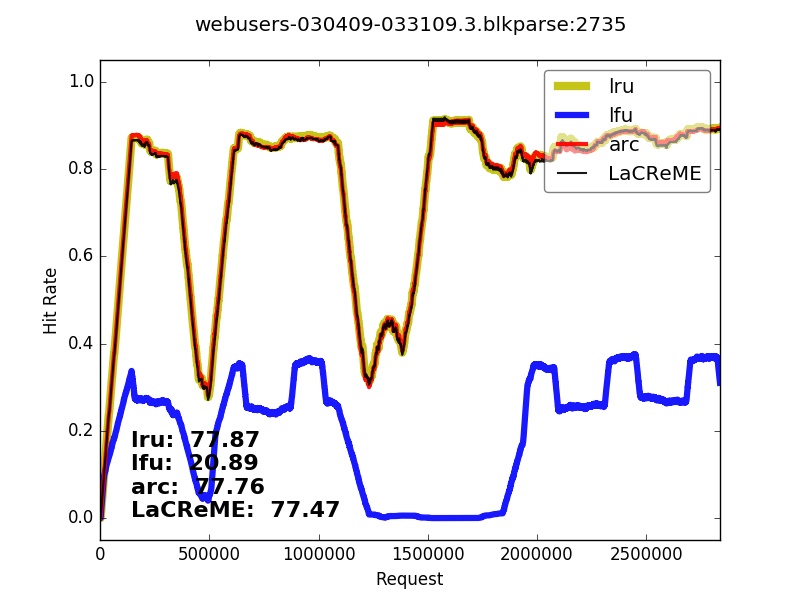 webusers-030409-033109.3.blkparse:2735
lru
lfu
arc
LaCReME
1.0
0.8
0.6
0.4
0.2
0.0
Hit Rate
lru: 77.87
lfu: 20.89
arc: 77.76
LaCReME: 77.47
0 500000 1000000 1500000 2000000 2500000
Request